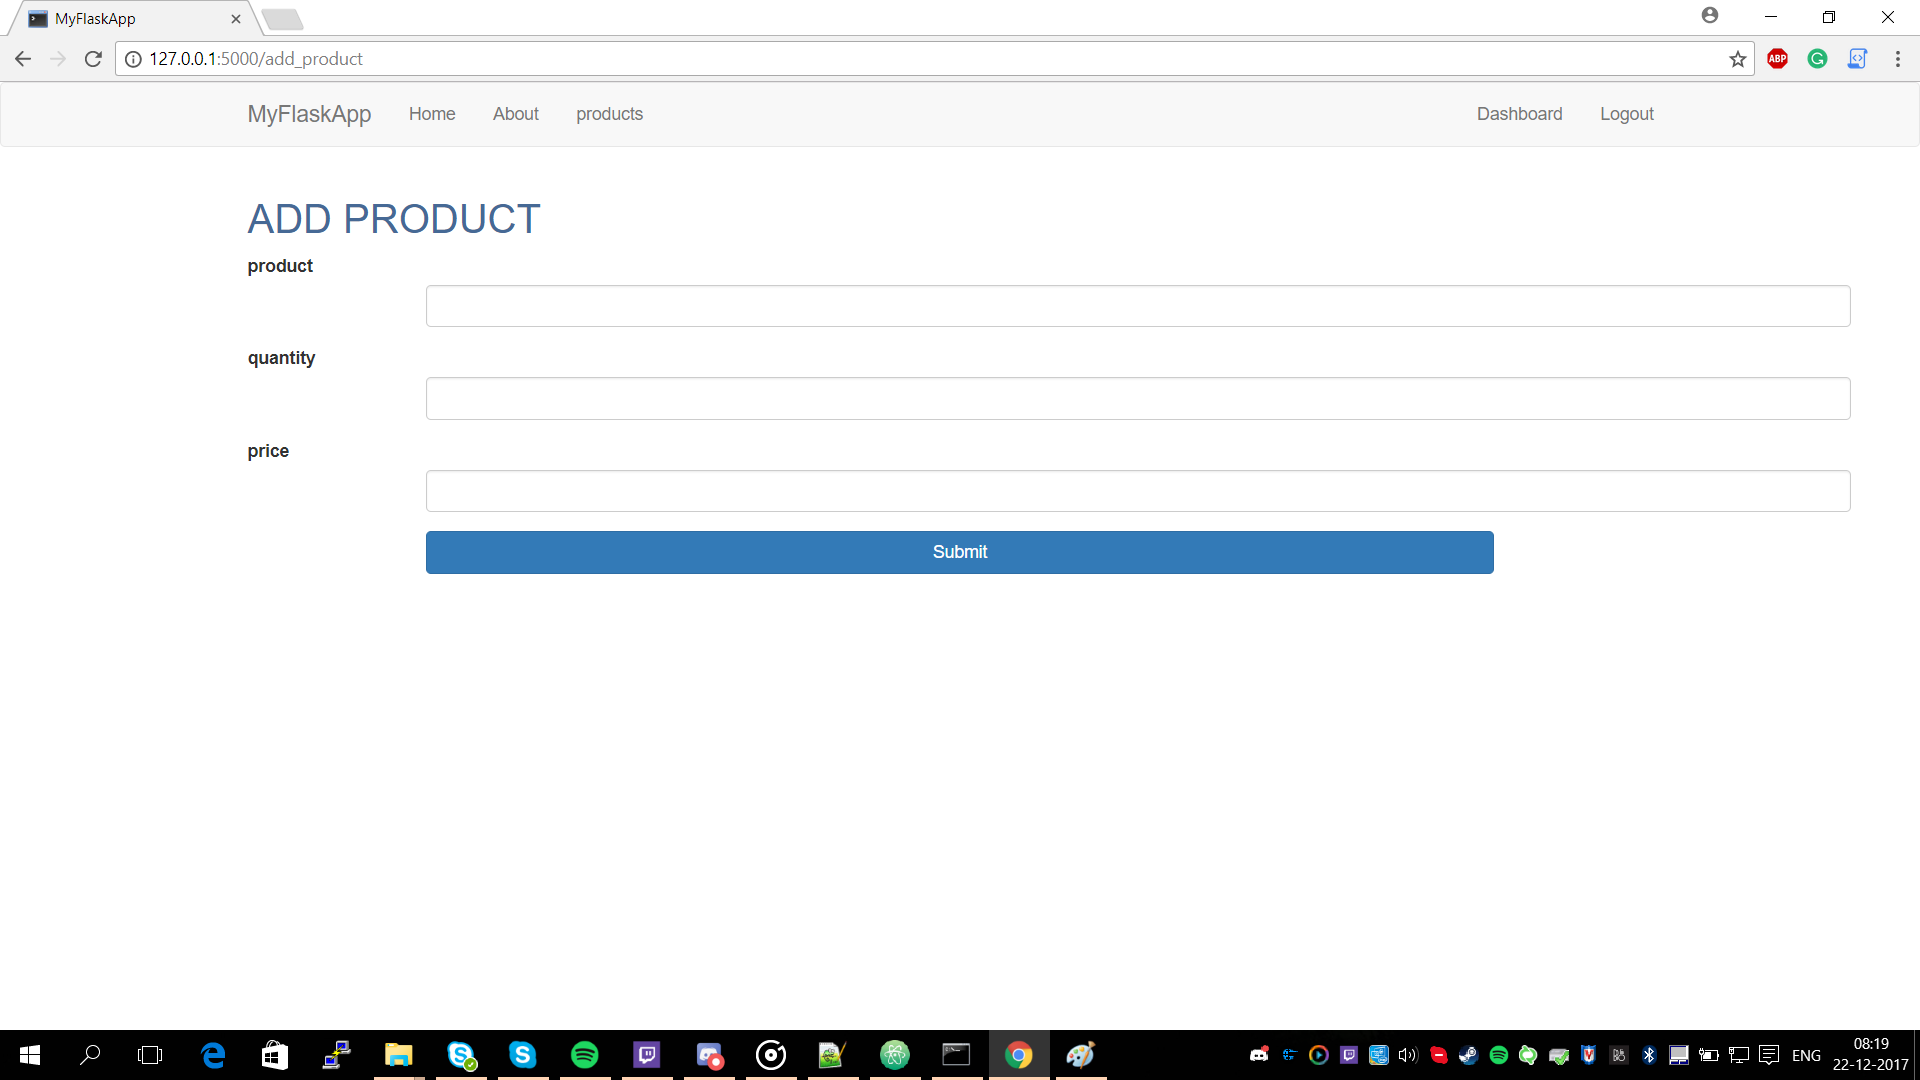 MyFlaskApp
127.0.0.1:5000/add_product
ABP
MyFlaskApp Home About products Dashboard Logout
ADD PRODUCT
product
quantity
price
Submit
ENG
08:19
22-12-2017